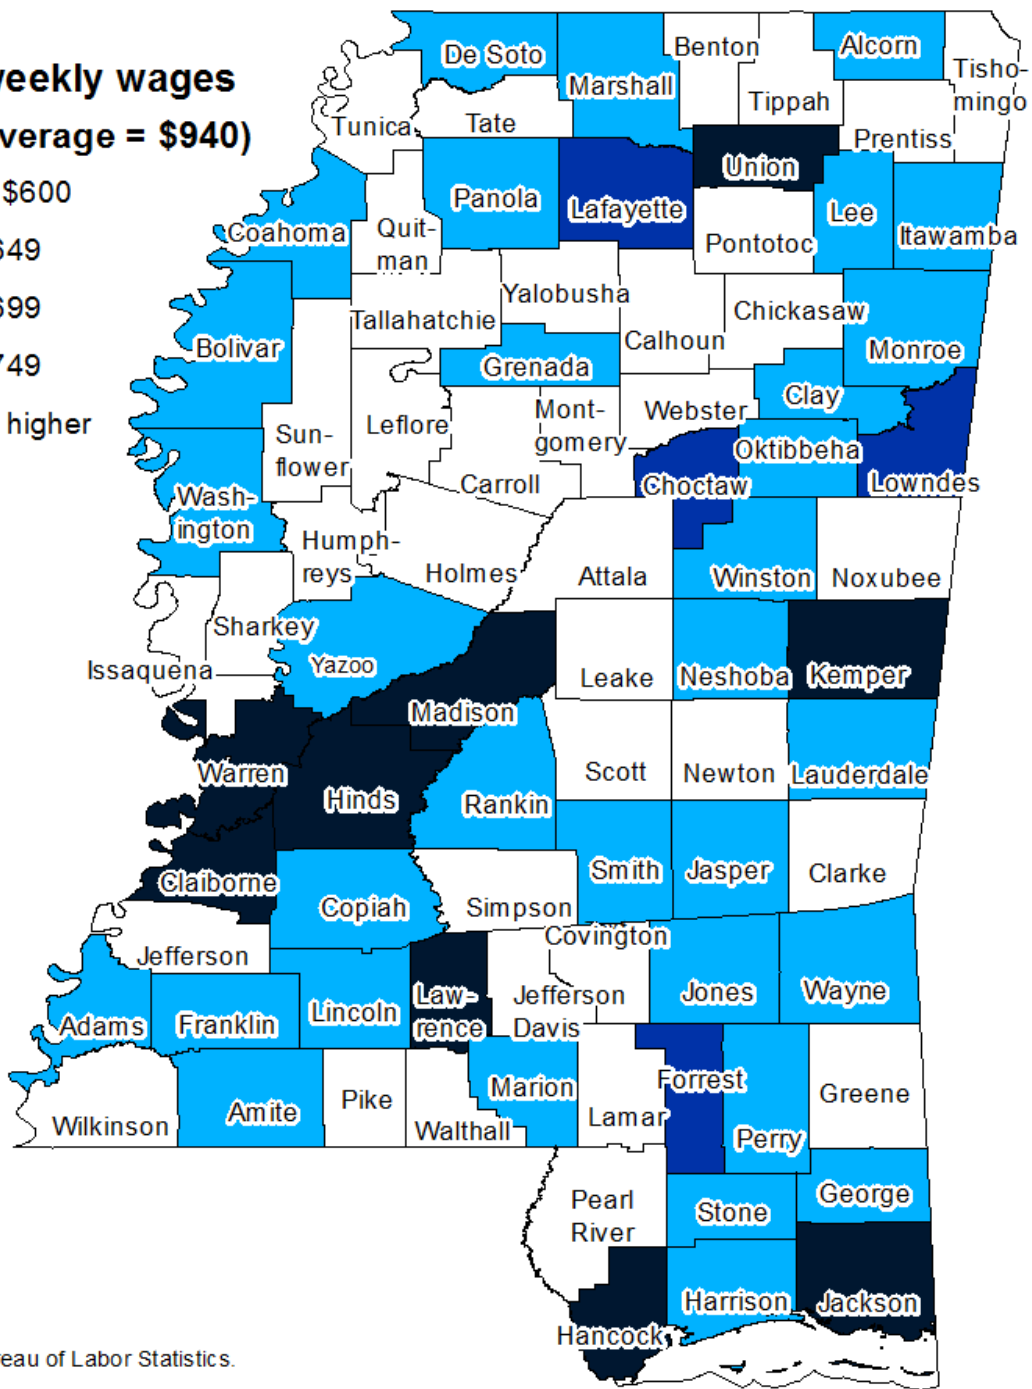 weekly wages
verage = $940)
$600
649
699
749
higher
De Soto
Marshall
Benton
Tippah
Alcorn
Tisho-
mingo
Prentiss
Tunica
Tate
Union
Panola
Lafayette
Pontotoc
Lee
Itawamba
Coahoma
Quit-
man
Yalobusha
Tallahatchie
Calhoun
Chickasaw
Monroe
Bolivar
Grenada
Clay
Sun-
flower
Leflore
Mont-
gomery
Webster
Oktibbeha
Carroll
Choctaw
Lowndes
Wash-
ington
Humph-
reys
Holmes
Attala
Winston
Noxubee
Sharkey
Issaquena
Yazoo
Leake
Neshoba
Kemper
Madison
Warren
Hinds
Rankin
Scott
Newton
Lauderdale
Claiborne
Copiah
Simpson
Smith
Jasper
Clarke
Covington
Jefferson
Adams
Franklin
Lincoln
Law-
rence
Jefferson
Davis
Jones
Wayne
Wilkinson
Amite
Pike
Walthall
Marion
Lamar
Forrest
Perry
Greene
Pearl
River
Stone
George
Hancock
Harrison
Jackson
reau of Labor Statistics.